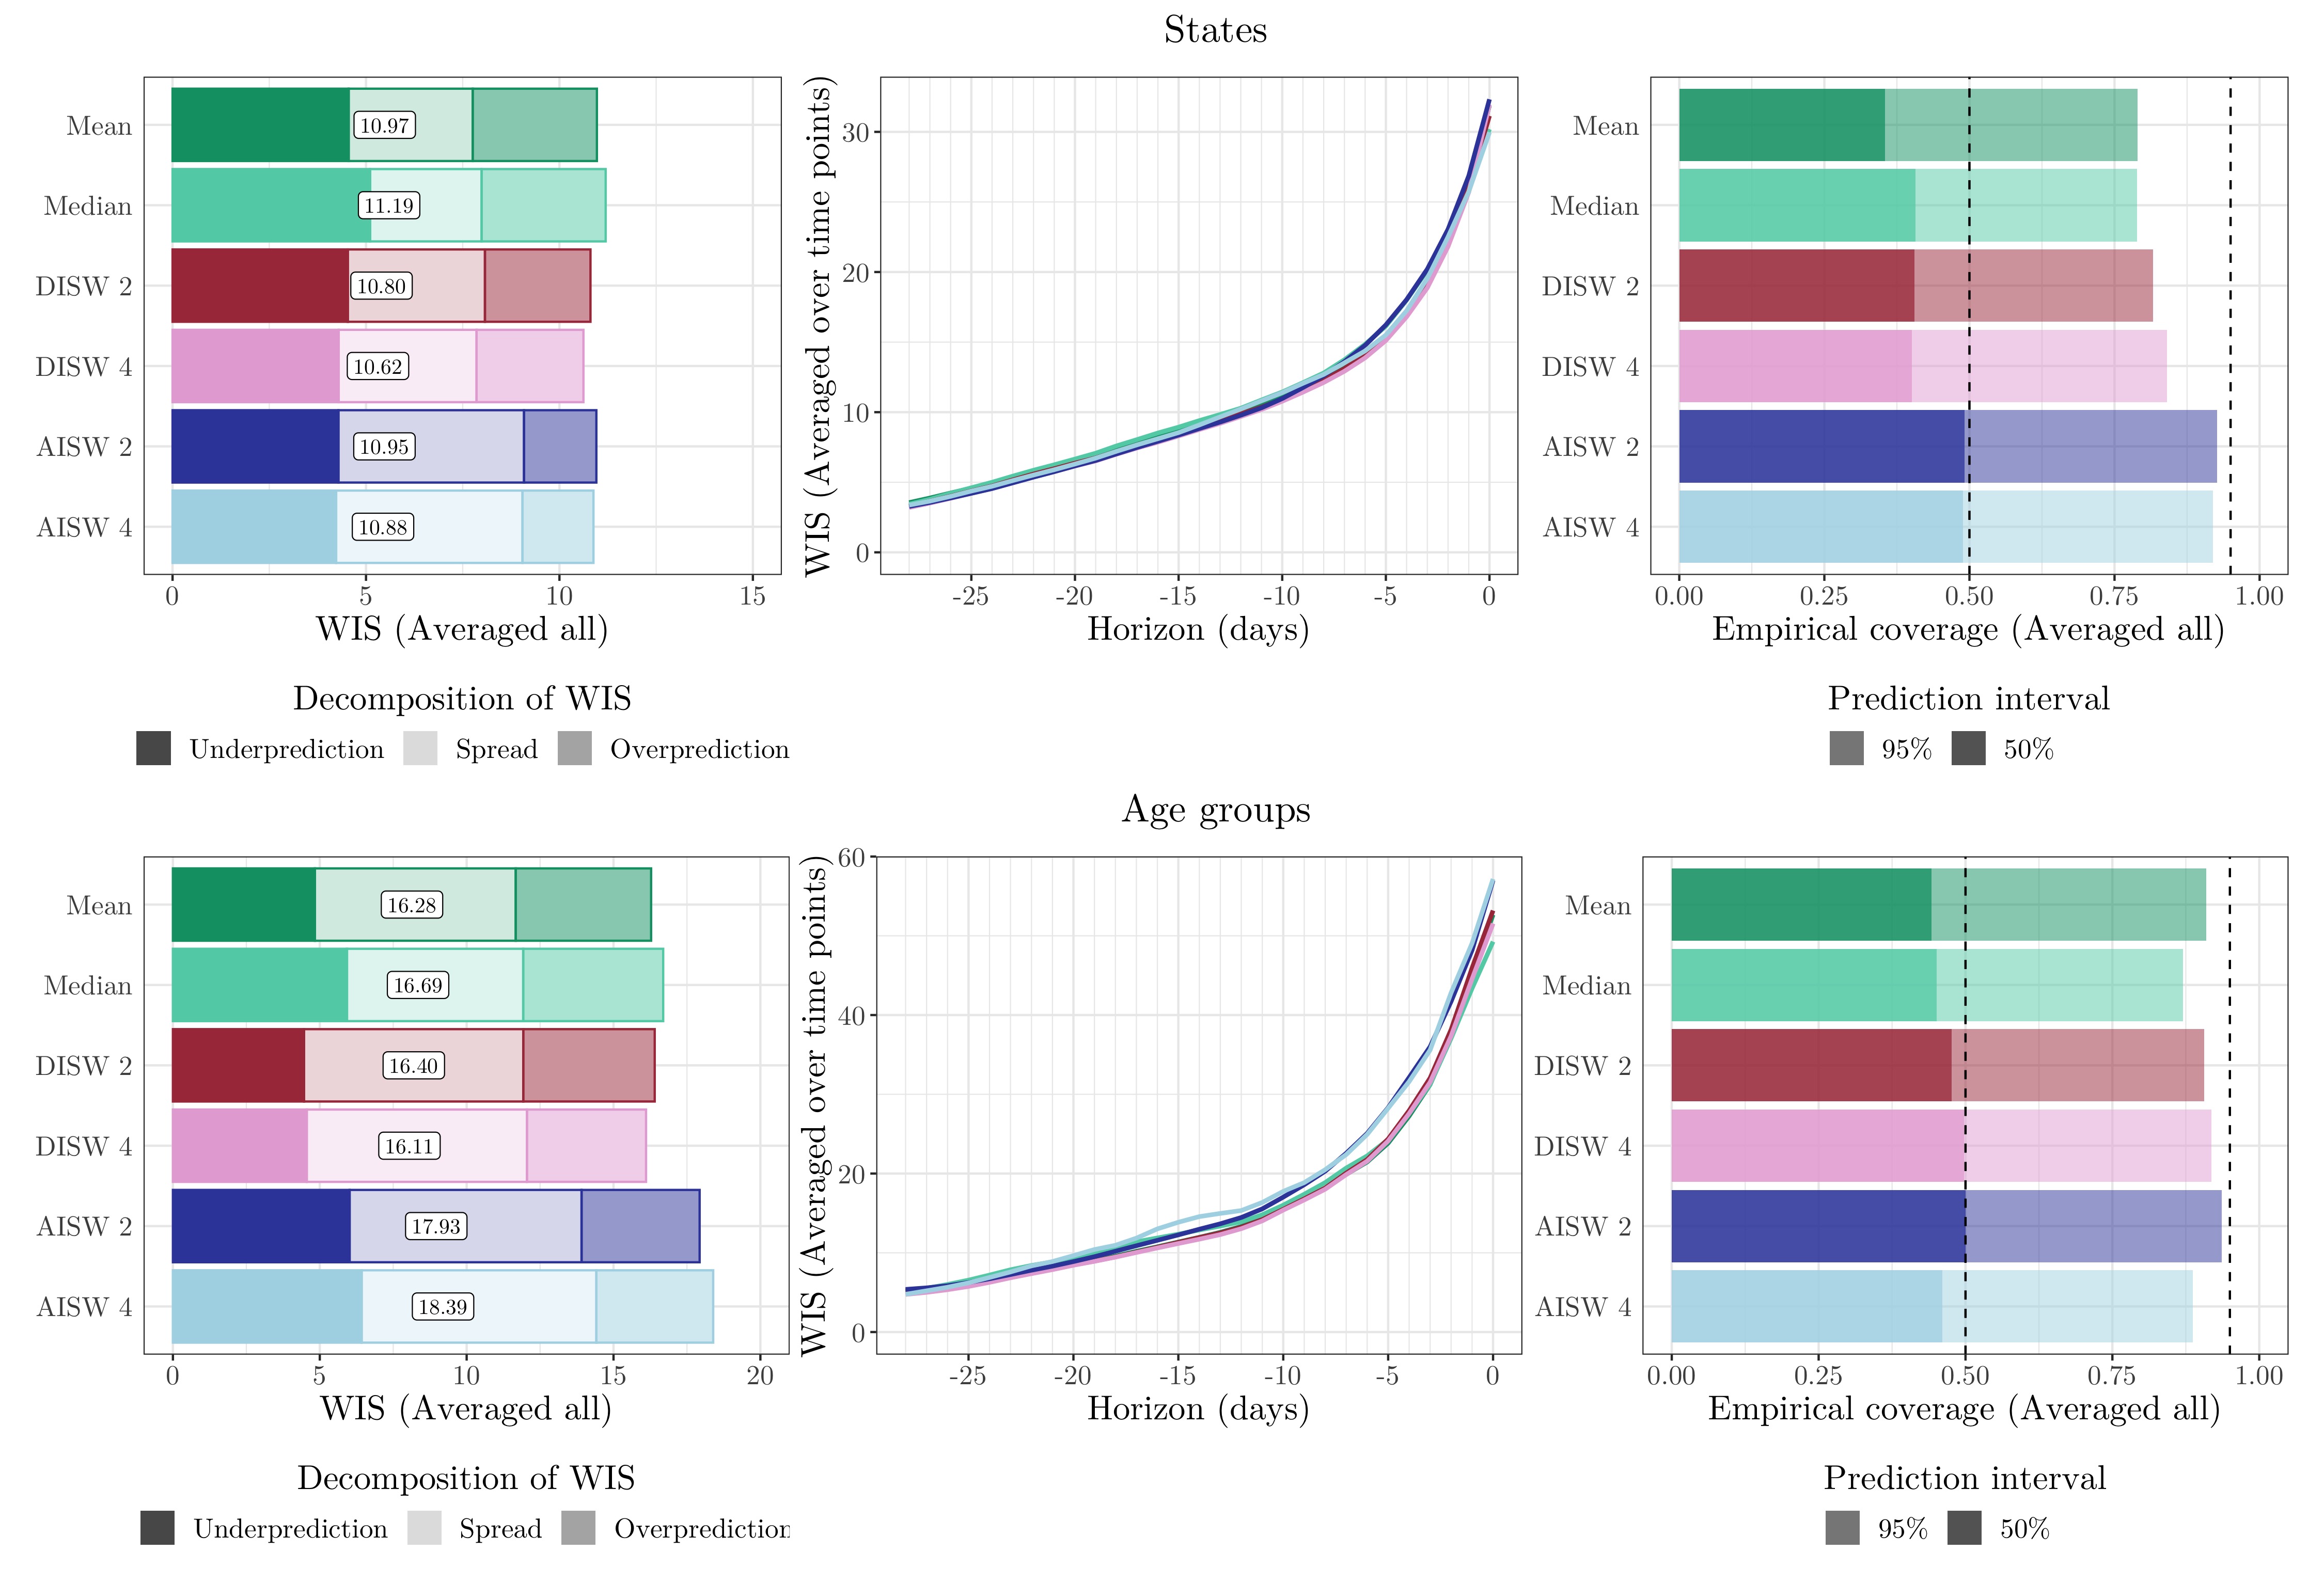 States
Mean
Median
DISW 2
DISW 4
AISW 2
AISW 4
10.97
11.19
10.80
10.62
10.95
10.88
0 5 10 15
WIS (Averaged all)
Decomposition of WIS
Underprediction Spread Overprediction
WIS (Averaged over time points)
30
20
10
0
-25 -20 -15 -10 -5 0
Horizon (days)
Mean
Median
DISW 2
DISW 4
AISW 2
AISW 4
0.00 0.25 0.50 0.75 1.00
Empirical coverage (Averaged all)
Prediction interval
95% 50%
Age groups
Mean
Median
DISW 2
DISW 4
AISW 2
AISW 4
16.28
16.69
16.40
16.11
17.93
18.39
0 5 10 15 20
WIS (Averaged all)
Decomposition of WIS
Underprediction Spread Overprediction
WIS (Averaged over time points)
60
40
20
0
-25 -20 -15 -10 -5 0
Horizon (days)
Mean
Median
DISW 2
DISW 4
AISW 2
AISW 4
0.00 0.25 0.50 0.75 1.00
Empirical coverage (Averaged all)
Prediction interval
95% 50%